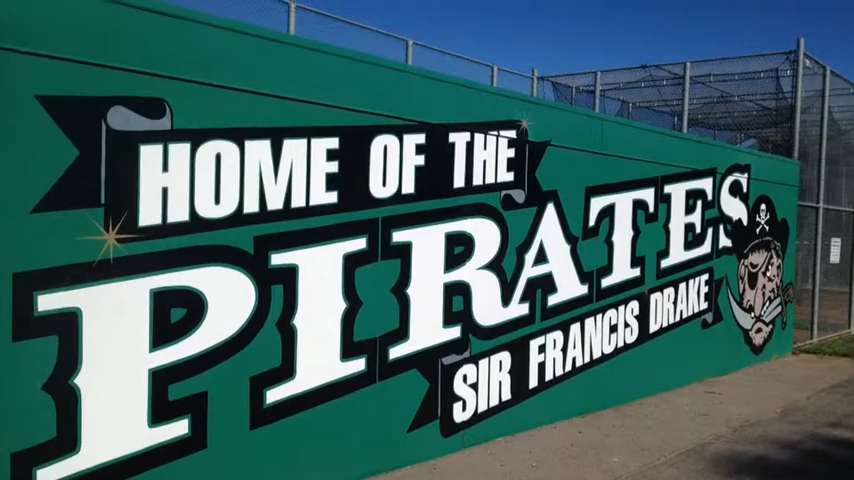 HOME OF THE
PIRATES
SIR FRANCIS DRAKE